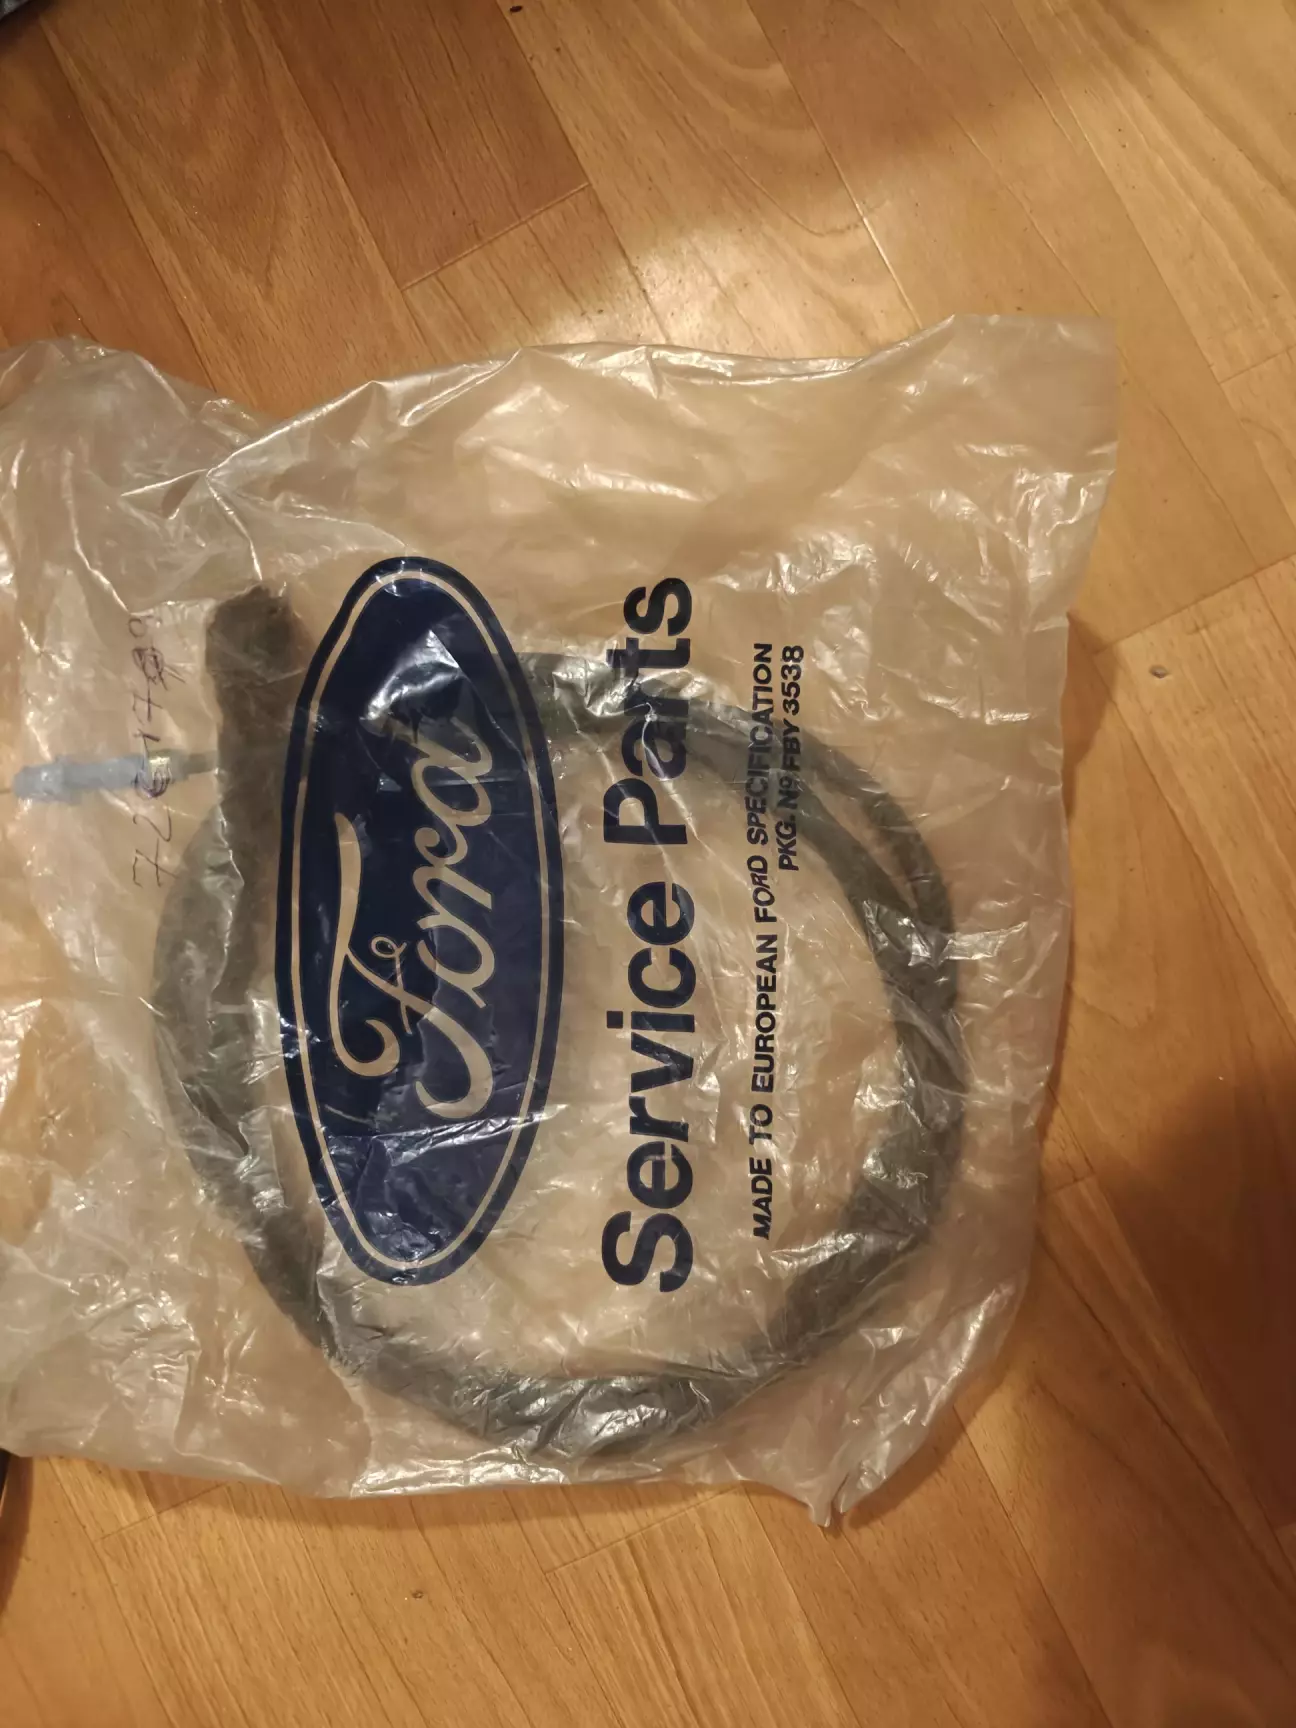 Ford
Service Parts
MADE TO EUROPEAN FORD SPECIFICATION
PKG. Nº FBY 3538